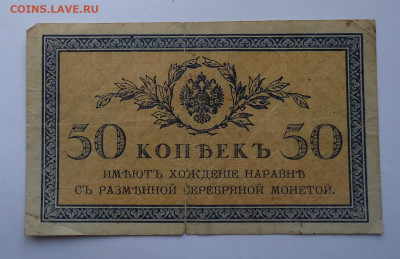 COINS.LAVE.RU
50 КОПѢЕКЪ 50
ИМѢЮТЪ ХОЖДЕНІЕ НАРАВНѢ
СЪ РАЗМѢННОЙ СЕРЕБРЯНОЙ МОНЕТОЙ.